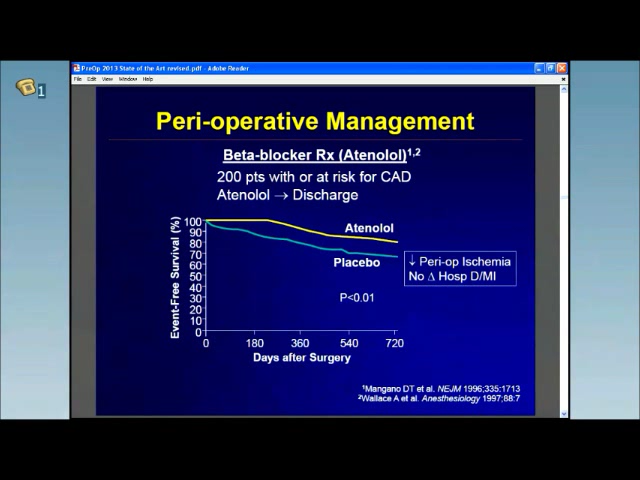 PreOp 2013 State of the Art revised.pdf - Adobe Reader
File Edit View Window Help
1
Peri-operative Management
Beta-blocker Rx (Atenolol)1,2
200 pts with or at risk for CAD
Atenolol → Discharge
Event-Free Survival (%)
100
90
80
70
60
50
40
30
20
10
0
Atenolol
Placebo
P<0.01
↓ Peri-op Ischemia
No Δ Hosp D/MI
0 180 360 540 720
Days after Surgery
1Mangano DT et al. NEJM 1996;335:1713
2Wallace A et al. Anesthesiology 1997;88:7